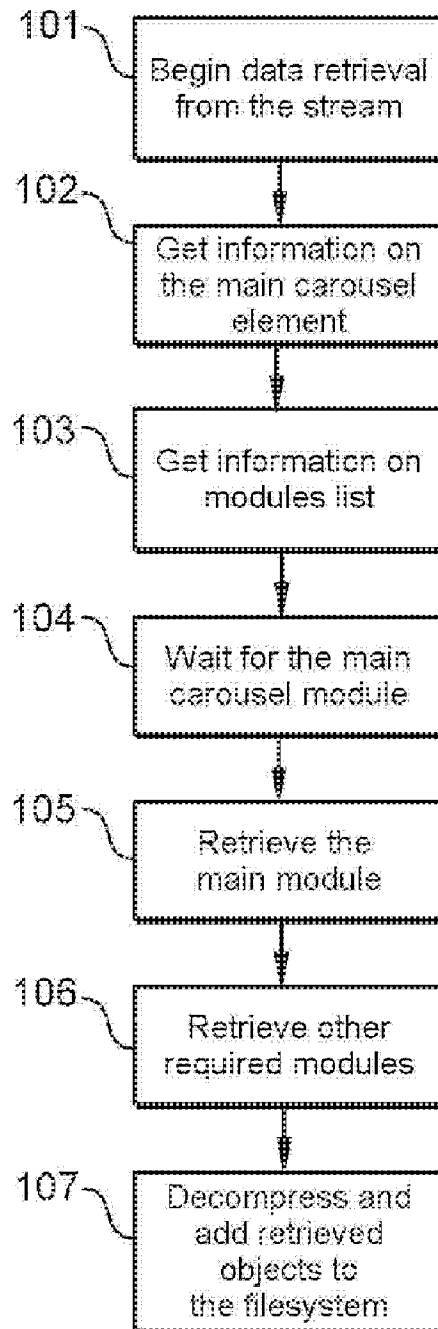 101
Begin data retrieval
from the stream
102
Get information on
the main carousel
element
103
Get information on
modules list
104
Wait for the main
carousel module
105
Retrieve the
main module
106
Retrieve other
required modules
107
Decompress and
add retrieved
objects to
the filesystem